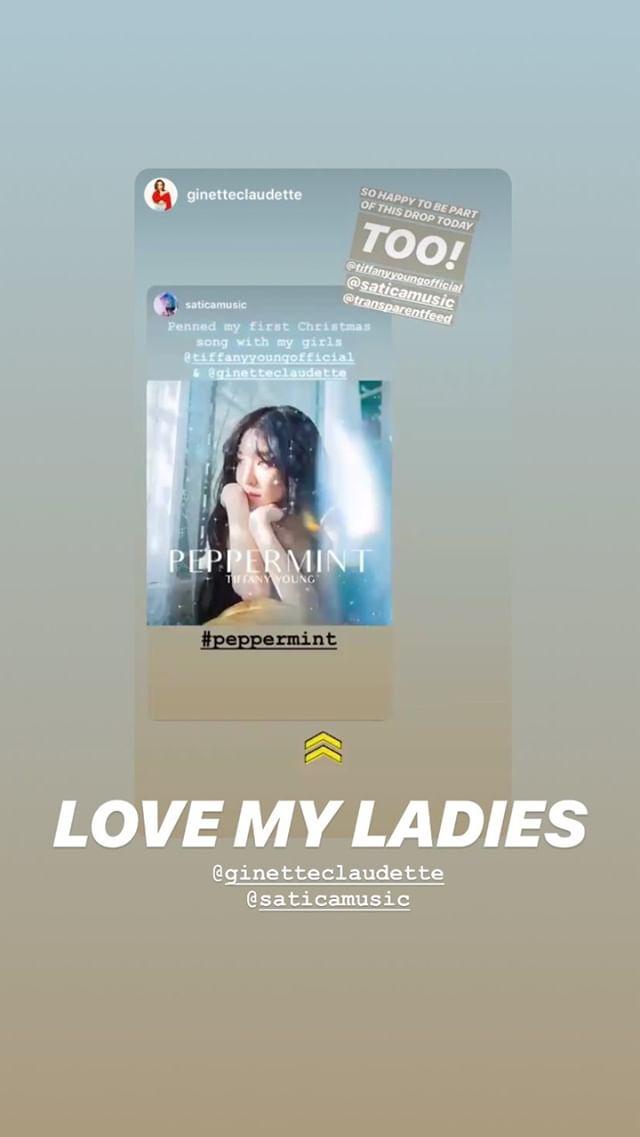 ginetteclaudette
SO HAPPY TO BE PART
OF THIS DROP TODAY
TOO!
@tiffanyyoungofficial
@saticamusic
@transparentfeed
saticamusic
Penned my first Christmas
song with my girls
@tiffanyyoungofficial
& @ginetteclaudette
PEPPERMINT
TIFFANY YOUNG
#peppermint
LOVE MY LADIES
@ginetteclaudette
@saticamusic